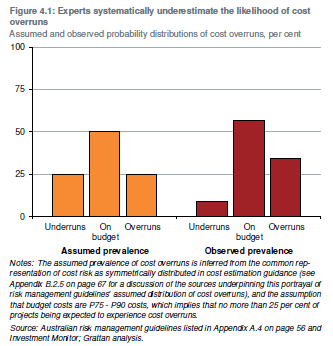 Figure 4.1: Experts systematically underestimate the likelihood of cost
overruns
Assumed and observed probability distributions of cost overruns, per cent
100
75
50
25
0
Underruns On budget Overruns Underruns On budget Overruns
Assumed prevalence Observed prevalence
Notes: The assumed prevalence of cost overruns is inferred from the common rep-
resentation of cost risk as symmetrically distributed in cost estimation guidance (see
Appendix B.2.5 on page 67 for a discussion of the sources underpinning this portrayal of
risk management guidelines' assumed distribution of cost overruns), and the assumption
that budget costs are P75 - P90 costs, which implies that no more than 25 per cent of
projects being expected to experience cost overruns.
Source: Australian risk management guidelines listed in Appendix A.4 on page 56 and
Investment Monitor; Grattan analysis.